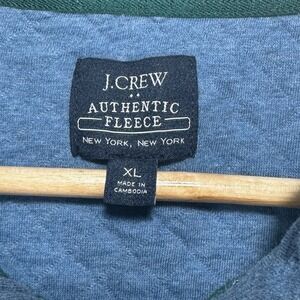 J.CREW
AUTHENTIC
FLEECE
NEW YORK, NEW YORK
XL
MADE IN
CAMBODIA